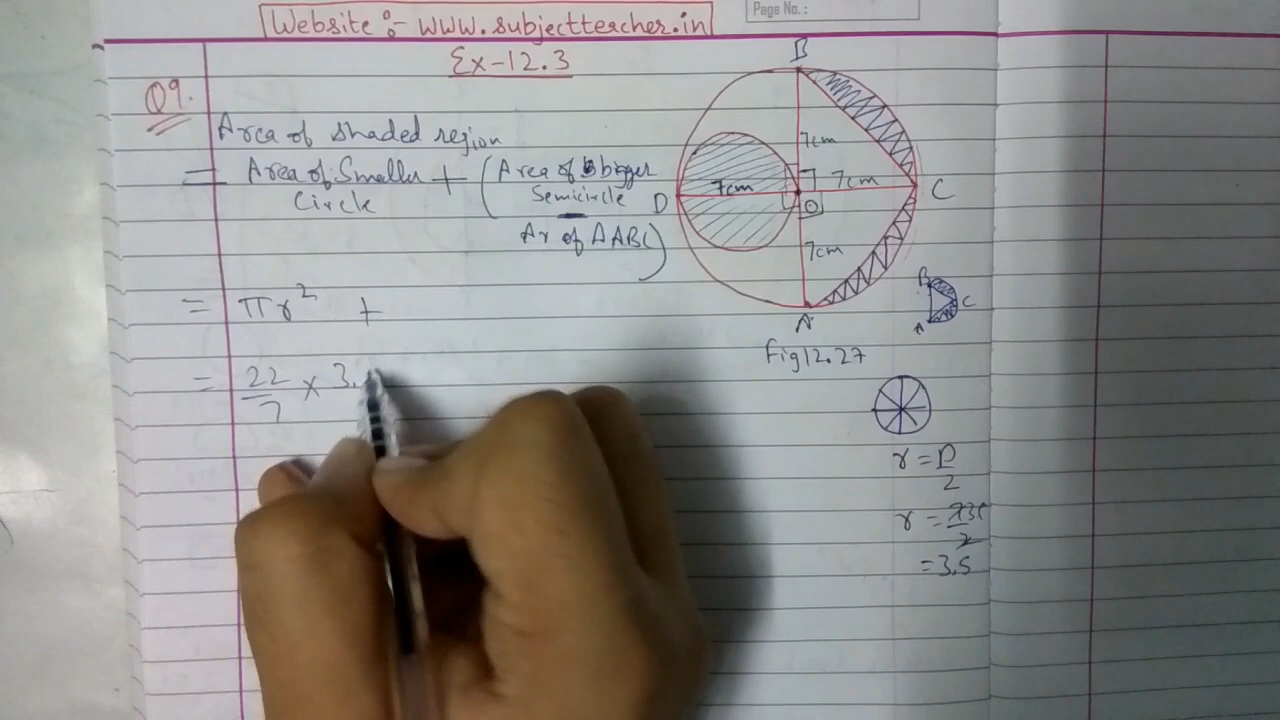 Website :- www.subjectteacher.in
Page No. :
Ex-12.3
Q9.
Area of shaded region
= Area of Smaller Circle + (Area of bigger Semicircle - Ar of ΔABC)
= πr² +
= 22/7 × 3.
B
7cm
7cm
7cm
D
O
C
7cm
A
B
C
A
Fig 12.27
r = D/2
r = 7/2
= 3.5